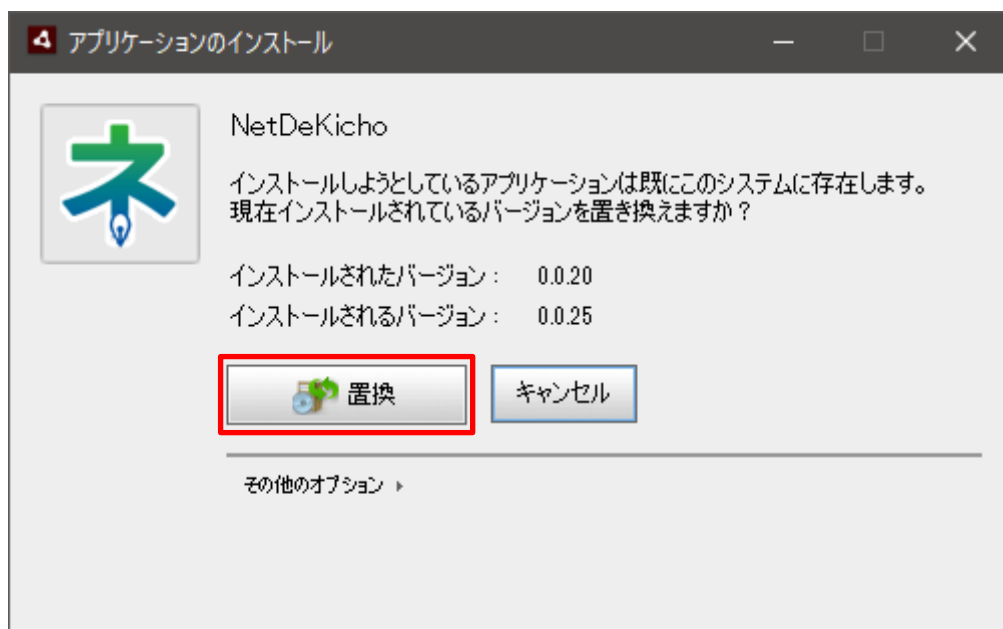 アプリケーションのインストール
ネ
NetDeKicho
インストールしようとしているアプリケーションは既にこのシステムに存在します。
現在インストールされているバージョンを置き換えますか？
インストールされたバージョン： 0.0.20
インストールされるバージョン： 0.0.25
置換 キャンセル
その他のオプション